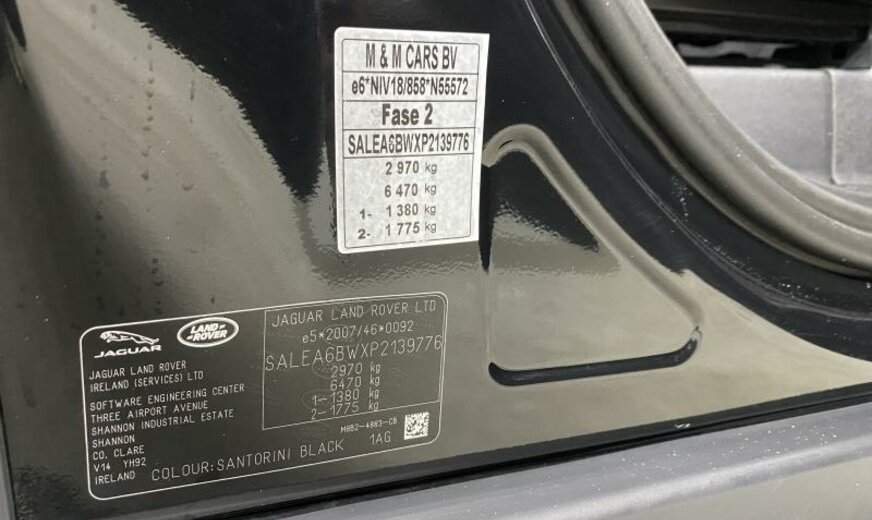 M & M CARS BV
e6*NIV18/858*N55572
Fase 2
SALEA6BWXP2139776
2 970 kg
6 470 kg
1- 1 380 kg
2- 1 775 kg
JAGUAR
LAND-ROVER
JAGUAR LAND ROVER
IRELAND (SERVICES) LTD
SOFTWARE ENGINEERING CENTER
THREE AIRPORT AVENUE
SHANNON INDUSTRIAL ESTATE
SHANNON
CO. CLARE
V14 YH92
IRELAND
JAGUAR LAND ROVER LTD
e5*2007/46*0092
SALEA6BWXP2139776
2970 kg
6470 kg
1-1380 kg
2-1775 kg
COLOUR:SANTORINI BLACK 1AG